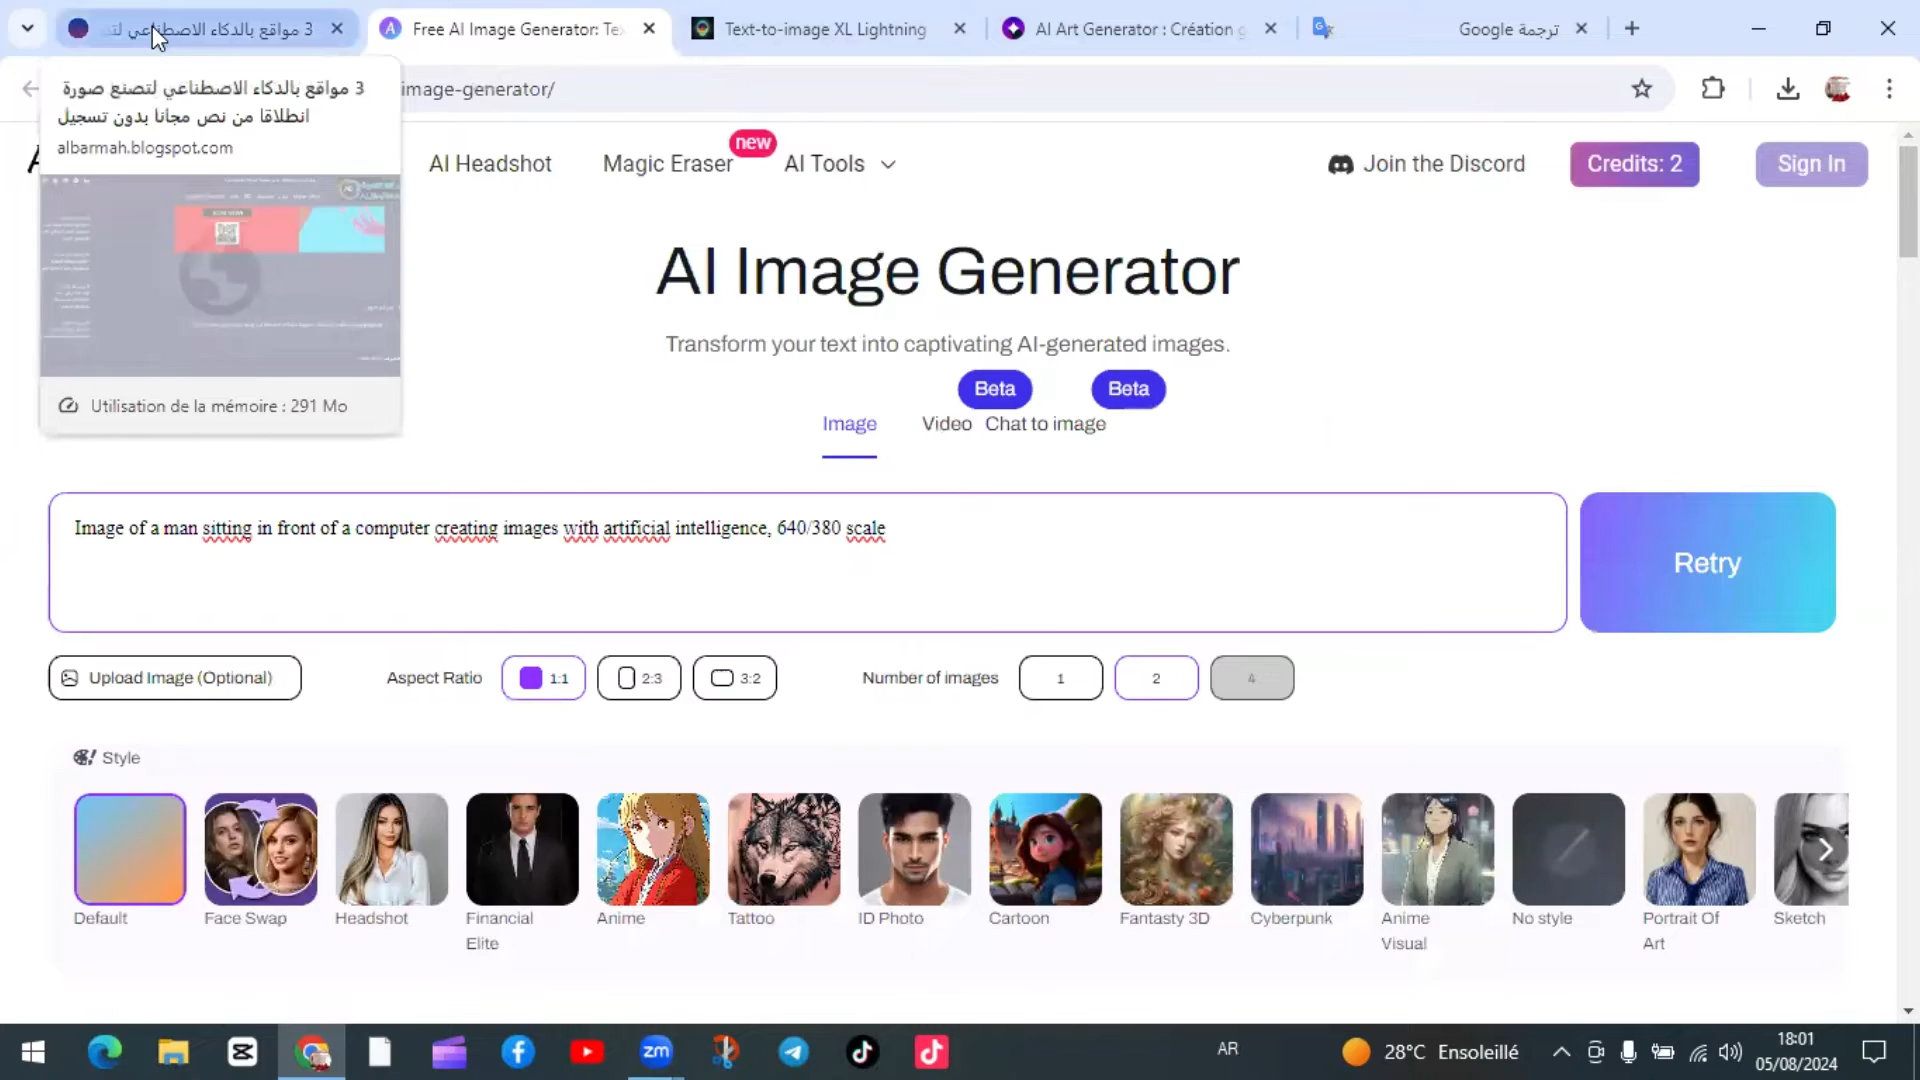 3 مواقع بالدكاء الاصطناعي لتص
Free AI Image Generator: Te
Text-to-image XL Lightning
AI Art Generator : Création g
ترجمة Google
image-generator/
3 مواقع بالدكاء الاصطناعي لتصنع صورة
انطلاقا من نص مجانا بدون تسجيل
albarmah.blogspot.com
Utilisation de la mémoire : 291 Mo
AI Headshot
Magic Eraser
new
AI Tools
Join the Discord
Credits: 2
Sign In
AI Image Generator
Transform your text into captivating AI-generated images.
Beta
Beta
Image
Video
Chat to image
Image of a man sitting in front of a computer creating images with artificial intelligence, 640/380 scale
Retry
Upload Image (Optional)
Aspect Ratio
1:1
2:3
3:2
Number of images
1
2
4
Style
Default
Face Swap
Headshot
Financial
Elite
Anime
Tattoo
ID Photo
Cartoon
Fantasty 3D
Cyberpunk
Anime
Visual
No style
Portrait Of
Art
Sketch
zm
AR
28°C Ensoleillé
18:01
05/08/2024